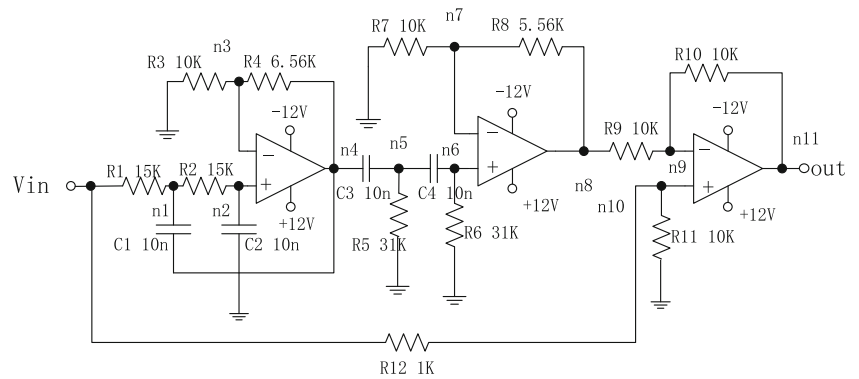 n7
R7 10K
R8 5.56K
n3
R3 10K
R4 6.56K
R10 10K
-12V
-12V
-12V
n4
n5
n6
R9 10K
n11
R1 15K
R2 15K
Vin
C3 10n
C4 10n
n9
out
+12V
+12V
+12V
n8
n10
n1
n2
C1 10n
C2 10n
R5 31K
R6 31K
R11 10K
R12 1K